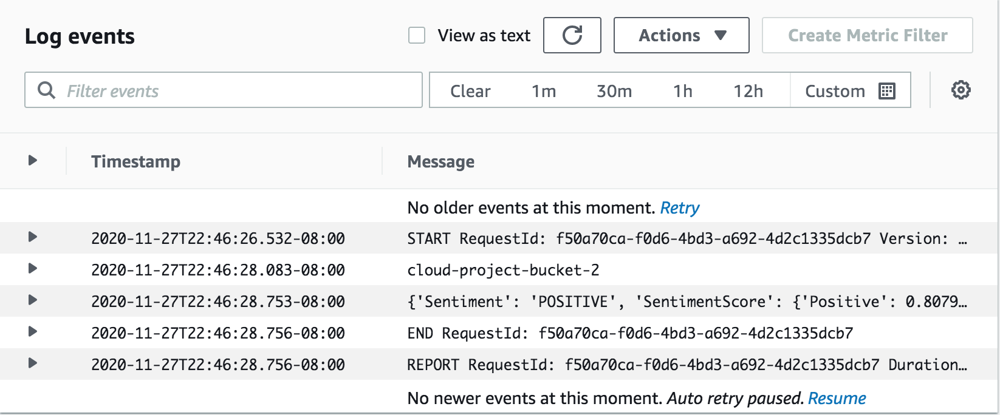 Log events
View as text
Actions
Create Metric Filter
Filter events
Clear 1m 30m 1h 12h Custom
Timestamp Message
No older events at this moment. Retry
2020-11-27T22:46:26.532-08:00 START RequestId: f50a70ca-f0d6-4bd3-a692-4d2c1335dcb7 Version: …
2020-11-27T22:46:28.083-08:00 cloud-project-bucket-2
2020-11-27T22:46:28.753-08:00 {'Sentiment': 'POSITIVE', 'SentimentScore': {'Positive': 0.8079…
2020-11-27T22:46:28.756-08:00 END RequestId: f50a70ca-f0d6-4bd3-a692-4d2c1335dcb7
2020-11-27T22:46:28.756-08:00 REPORT RequestId: f50a70ca-f0d6-4bd3-a692-4d2c1335dcb7 Duration…
No newer events at this moment. Auto retry paused. Resume